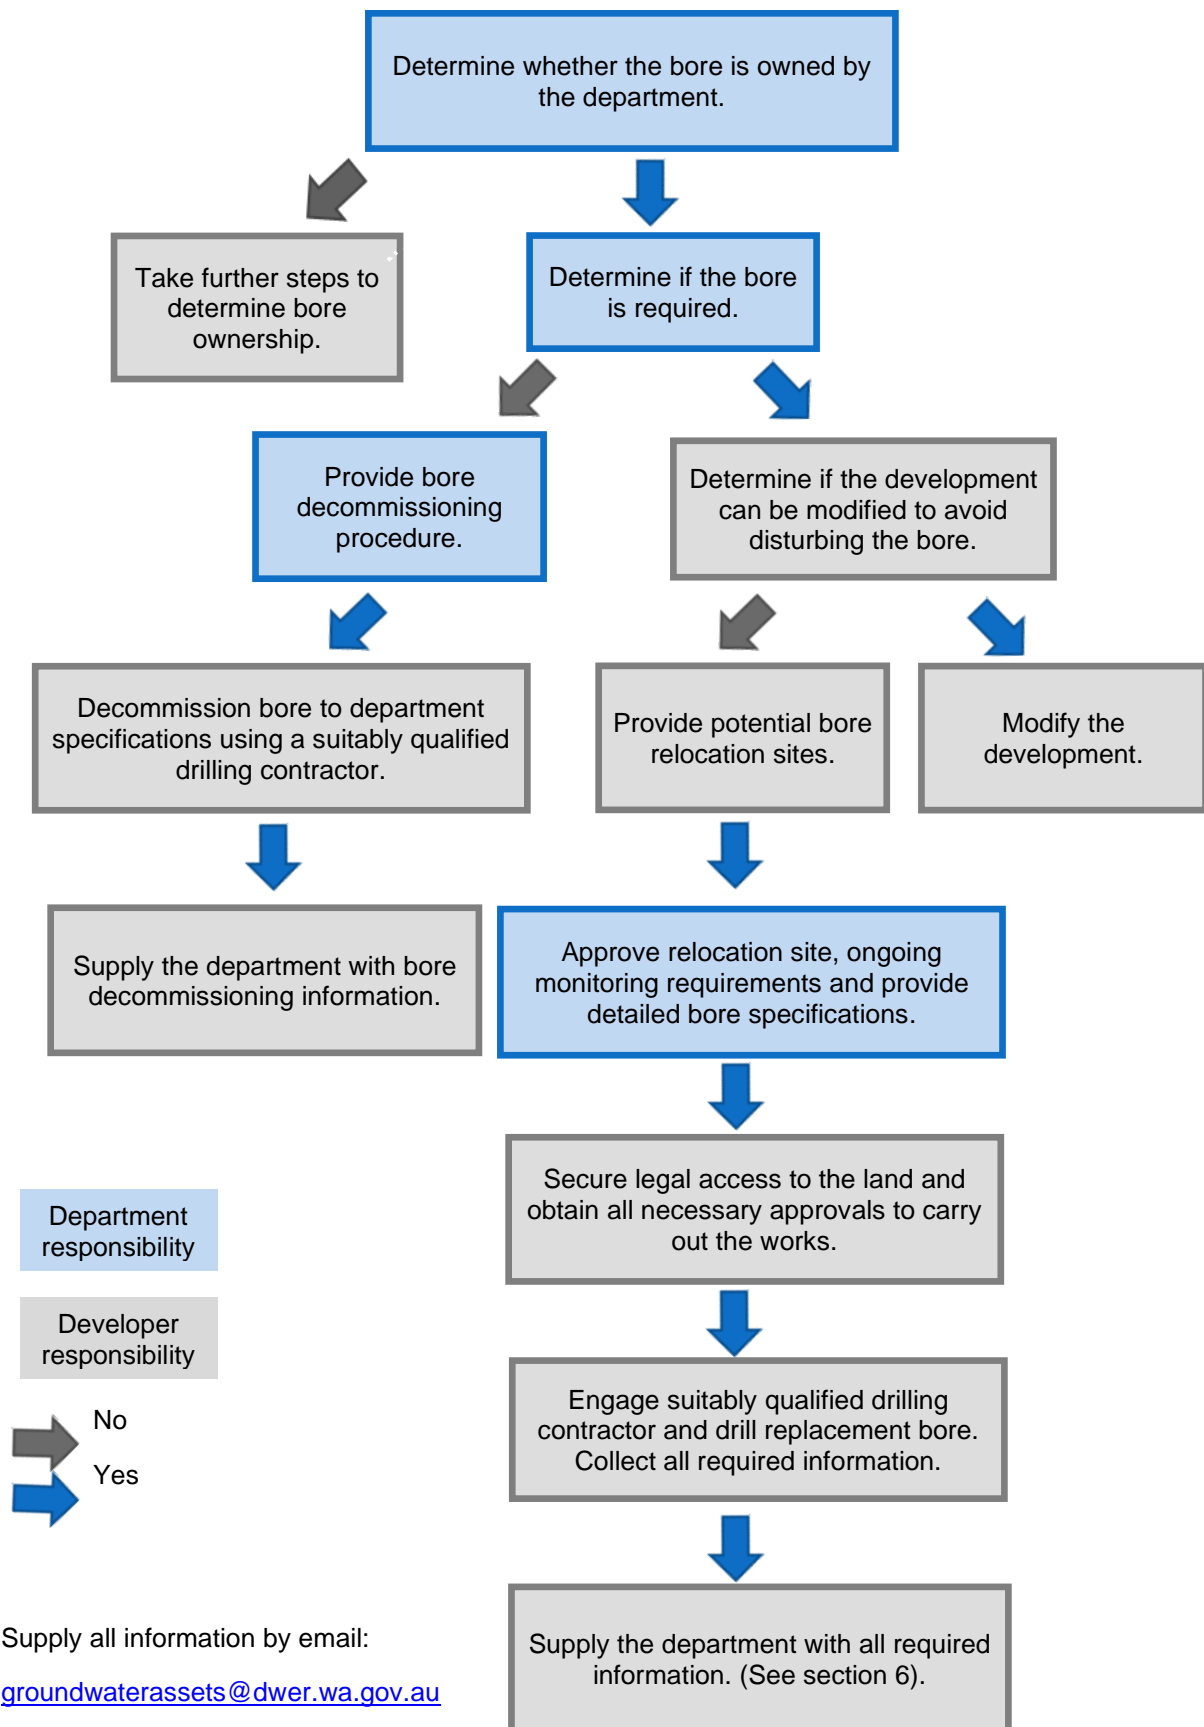 Determine whether the bore is owned by
the department.
Take further steps to
determine bore
ownership.
Determine if the bore
is required.
Provide bore
decommissioning
procedure.
Determine if the development
can be modified to avoid
disturbing the bore.
Decommission bore to department
specifications using a suitably qualified
drilling contractor.
Provide potential bore
relocation sites.
Modify the
development.
Supply the department with bore
decommissioning information.
Approve relocation site, ongoing
monitoring requirements and provide
detailed bore specifications.
Secure legal access to the land and
obtain all necessary approvals to carry
out the works.
Department
responsibility
Developer
responsibility
No
Yes
Engage suitably qualified drilling
contractor and drill replacement bore.
Collect all required information.
Supply all information by email:
groundwaterassets@dwer.wa.gov.au
Supply the department with all required
information. (See section 6).